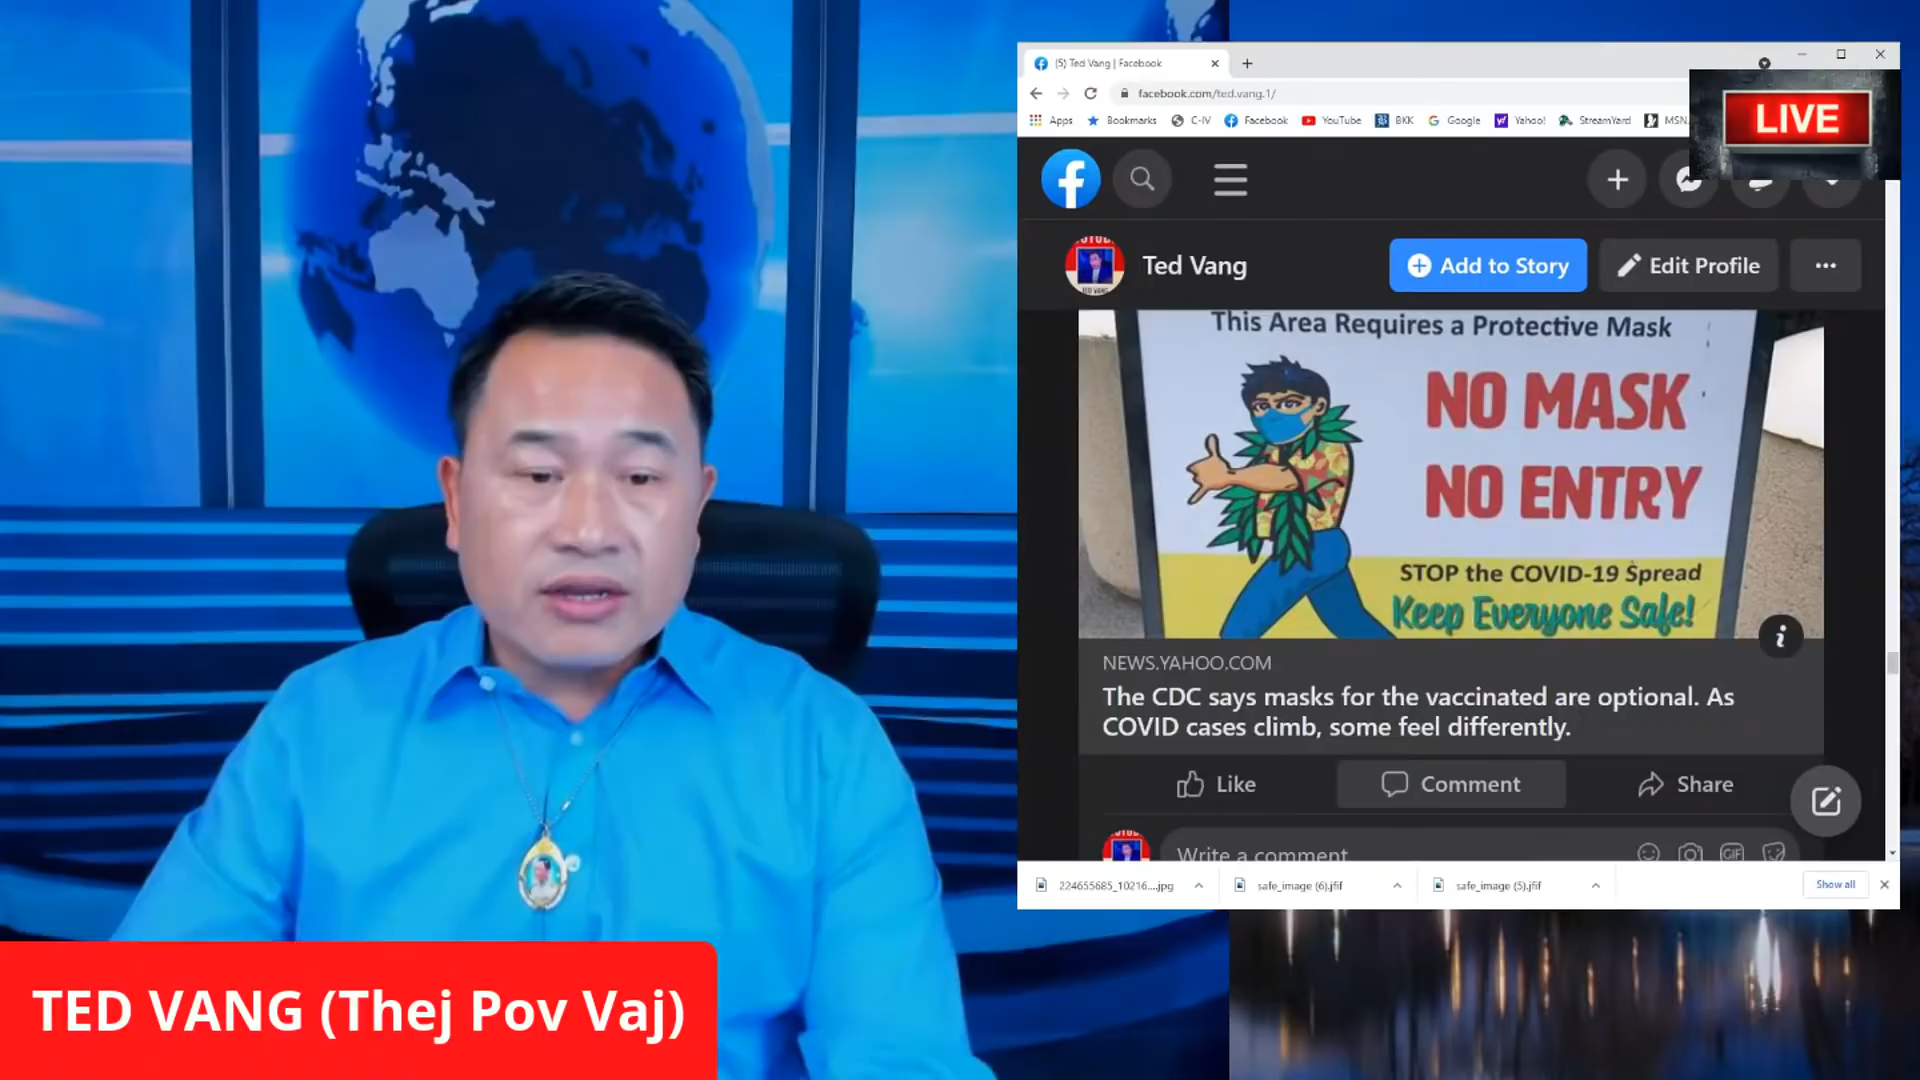 (5) Ted Vang | Facebook
facebook.com/ted.vang.1/
Apps Bookmarks C-IV Facebook YouTube BKK Google Yahoo! StreamYard MSN
LIVE
Ted Vang
Add to Story
Edit Profile
This Area Requires a Protective Mask
NO MASK
NO ENTRY
STOP the COVID-19 Spread
Keep Everyone Safe!
NEWS.YAHOO.COM
The CDC says masks for the vaccinated are optional. As
COVID cases climb, some feel differently.
Like Comment Share
Write a comment
GIF
224655685_10216....jpg safe_image (6).jfif safe_image (5).jfif Show all
TED VANG (Thej Pov Vaj)